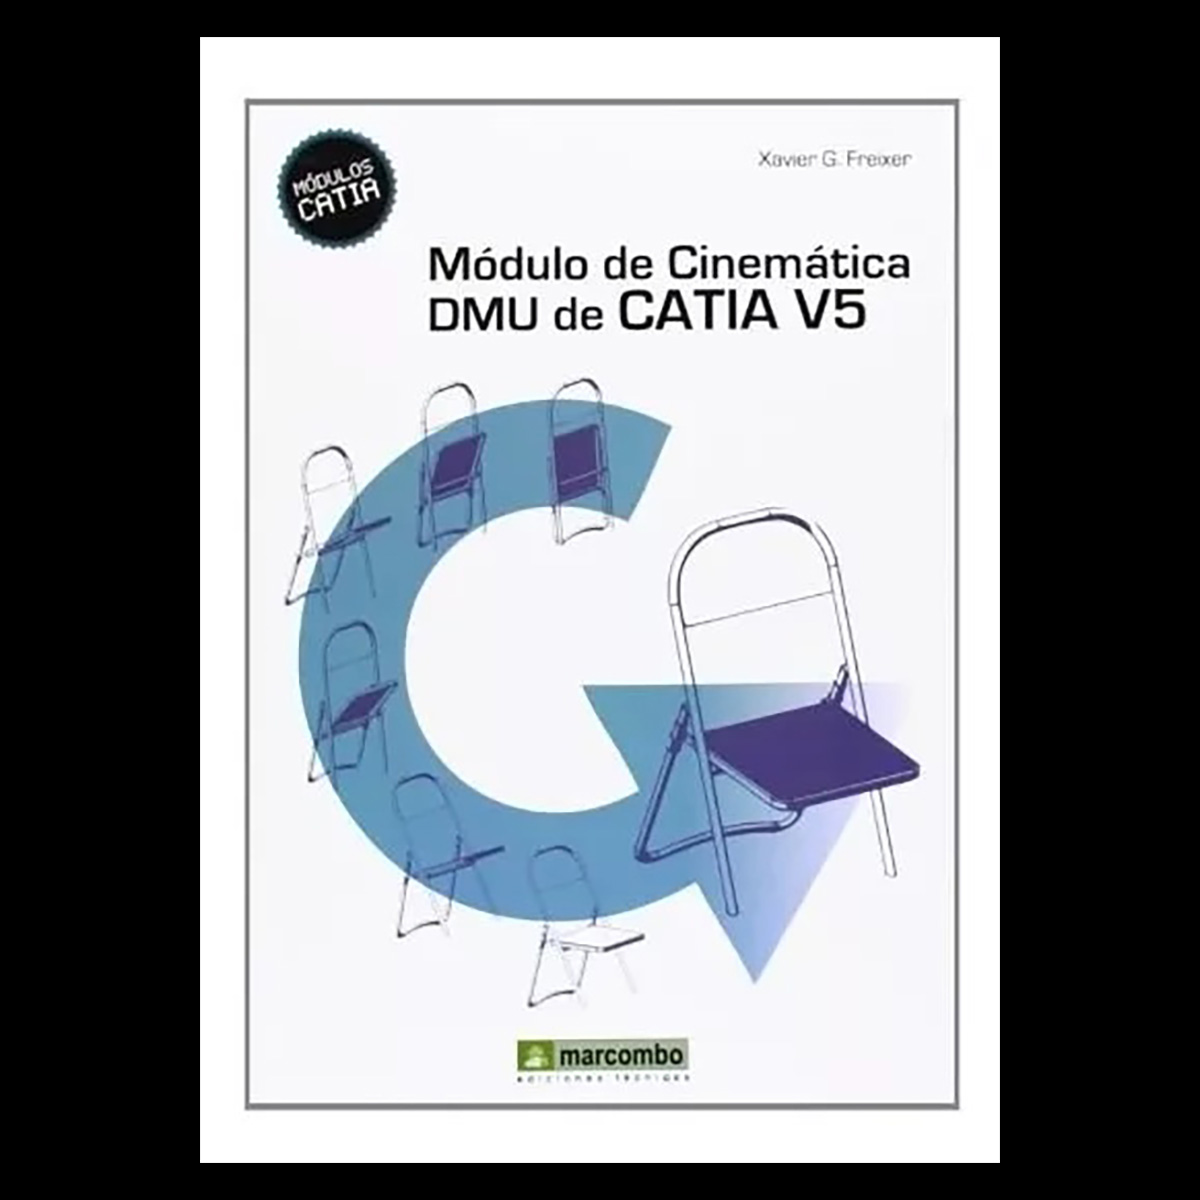 MÓDULOS
CATIA
Xavier G. Freixer
Módulo de Cinemática
DMU de CATIA V5
marcombo
ediciones técnicas